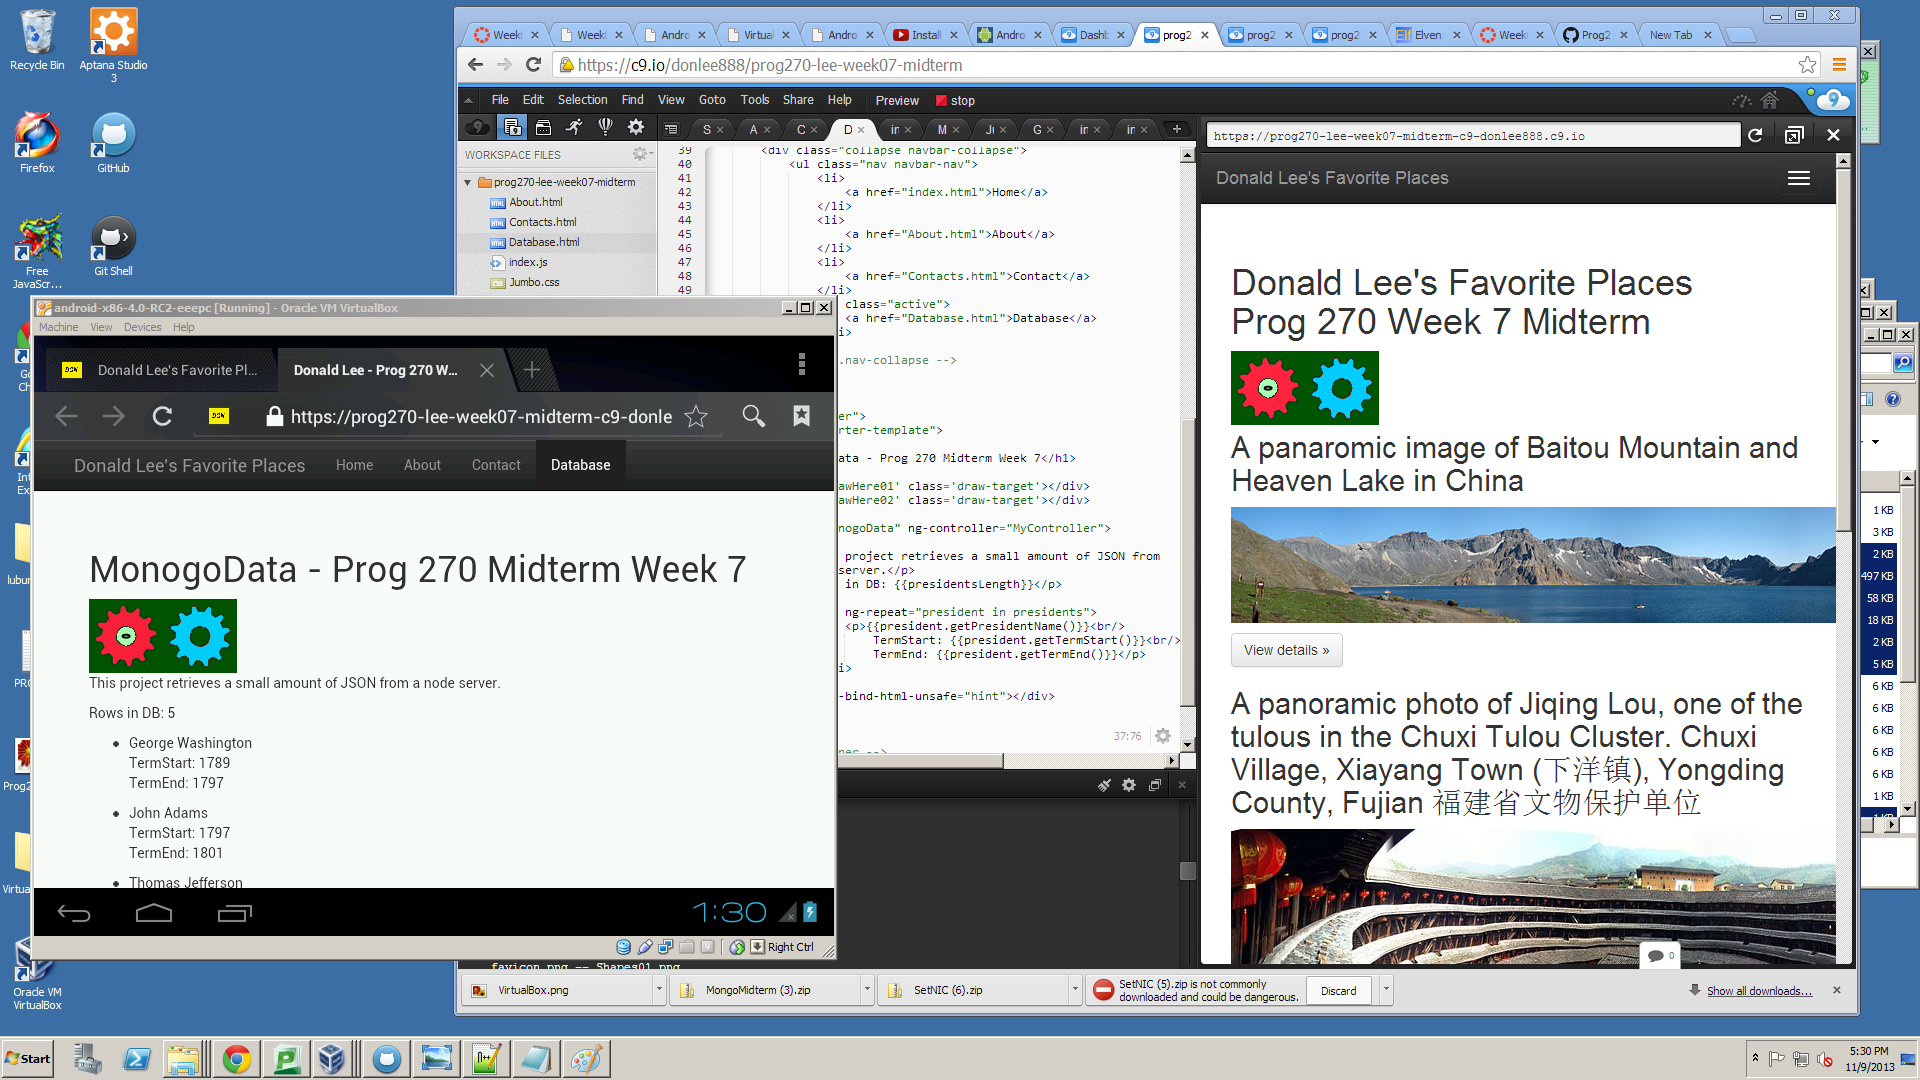 Recycle Bin
Aptana Studio
3
Firefox
GitHub
Free
JavaScr...
Git Shell
Oracle VM
VirtualBox
Week
Week
Andro
Virtual
Andro
Install
Andro
Dashb
prog2
prog2
prog2
Elven
Week
Prog2
New Tab
https://c9.io/donlee888/prog270-lee-week07-midterm
File Edit Selection Find View Goto Tools Share Help Preview stop
S A C D in M Ju G in in
WORKSPACE FILES
prog270-lee-week07-midterm
About.html
Contacts.html
Database.html
index.js
Jumbo.css
39 <div class="collapse navbar-collapse">
40 <ul class="nav navbar-nav">
41 <li>
42 <a href="index.html">Home</a>
43 </li>
44 <li>
45 <a href="About.html">About</a>
46 </li>
47 <li>
48 <a href="Contacts.html">Contact</a>
49 </li>
class="active">
<a href="Database.html">Database</a>
i>
.nav-collapse -->
er">
rter-template">
ata - Prog 270 Midterm Week 7</h1>
awHere01' class='draw-target'></div>
awHere02' class='draw-target'></div>
nogoData" ng-controller="MyController">
project retrieves a small amount of JSON from
server.</p>
in DB: {{presidentsLength}}</p>
ng-repeat="president in presidents">
<p>{{president.getPresidentName()}}<br/>
TermStart: {{president.getTermStart()}}<br/>
TermEnd: {{president.getTermEnd()}}</p>
i>
-bind-html-unsafe="hint"></div>
37:76
favicon.png -- Shapes01.png
android-x86-4.0-RC2-eeepc [Running] - Oracle VM VirtualBox
Machine View Devices Help
Donald Lee's Favorite Pl...
Donald Lee - Prog 270 W...
https://prog270-lee-week07-midterm-c9-donle
Donald Lee's Favorite Places Home About Contact Database
MonogoData - Prog 270 Midterm Week 7
This project retrieves a small amount of JSON from a node server.
Rows in DB: 5
George Washington
TermStart: 1789
TermEnd: 1797
John Adams
TermStart: 1797
TermEnd: 1801
Thomas Jefferson
1:30
Right Ctrl
https://prog270-lee-week07-midterm-c9-donlee888.c9.io
Donald Lee's Favorite Places
Donald Lee's Favorite Places
Prog 270 Week 7 Midterm
A panaromic image of Baitou Mountain and
Heaven Lake in China
View details »
A panoramic photo of Jiqing Lou, one of the
tulous in the Chuxi Tulou Cluster. Chuxi
Village, Xiayang Town (下洋镇), Yongding
County, Fujian 福建省文物保护单位
0
1 KB
3 KB
2 KB
497 KB
58 KB
18 KB
2 KB
5 KB
6 KB
6 KB
6 KB
6 KB
6 KB
1 KB
VirtualBox.png
MongoMidterm (3).zip
SetNIC (6).zip
SetNIC (5).zip is not commonly
downloaded and could be dangerous.
Discard
Show all downloads...
Start
5:30 PM
11/9/2013